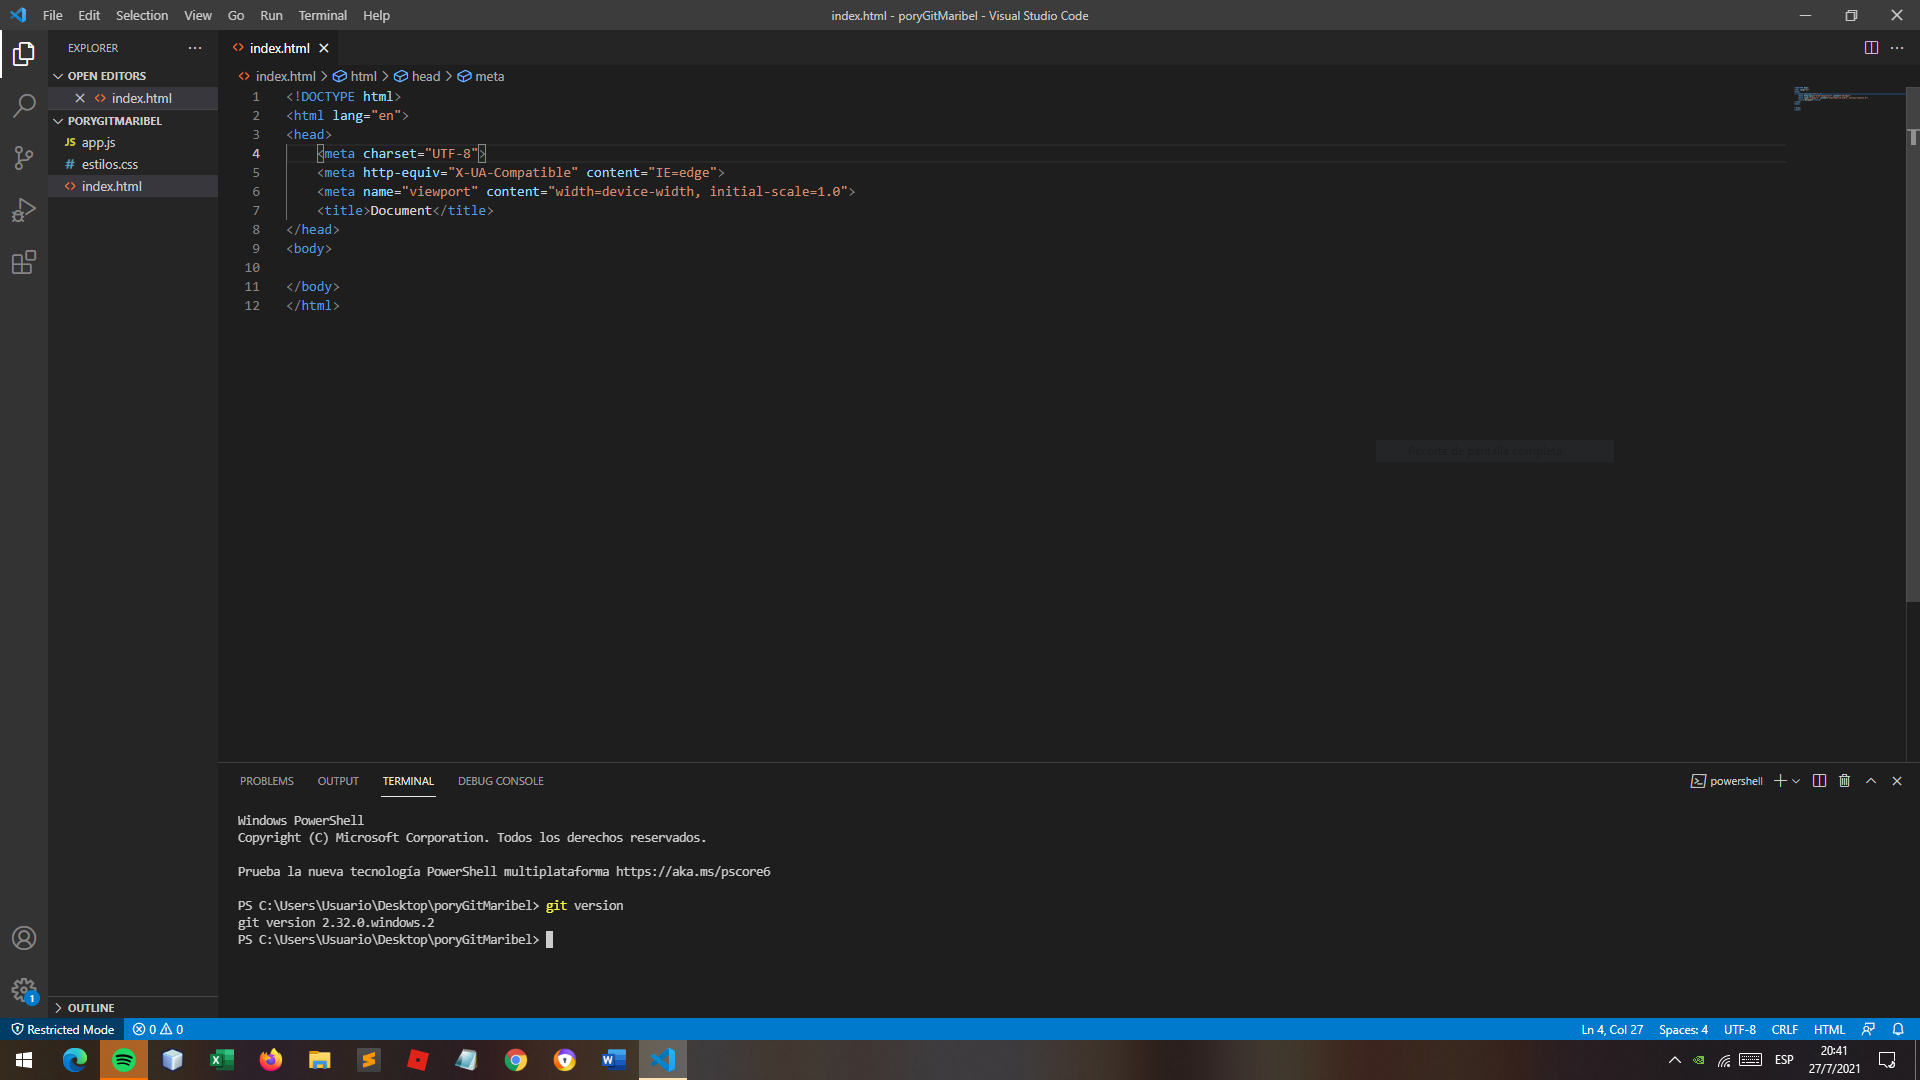 File Edit Selection View Go Run Terminal Help
index.html - poryGitMaribel - Visual Studio Code
EXPLORER
OPEN EDITORS
index.html
PORYGITMARIBEL
JS app.js
# estilos.css
<> index.html
<> index.html
<> index.html > html > head > meta
1 <!DOCTYPE html>
2 <html lang="en">
3 <head>
4 <meta charset="UTF-8">
5 <meta http-equiv="X-UA-Compatible" content="IE=edge">
6 <meta name="viewport" content="width=device-width, initial-scale=1.0">
7 <title>Document</title>
8 </head>
9 <body>
10
11 </body>
12 </html>
Recorte de pantalla completa
PROBLEMS OUTPUT TERMINAL DEBUG CONSOLE
powershell
Windows PowerShell
Copyright (C) Microsoft Corporation. Todos los derechos reservados.
Prueba la nueva tecnología PowerShell multiplataforma https://aka.ms/pscore6
PS C:\Users\Usuario\Desktop\poryGitMaribel> git version
git version 2.32.0.windows.2
PS C:\Users\Usuario\Desktop\poryGitMaribel>
OUTLINE
1
Restricted Mode 0 0
Ln 4, Col 27 Spaces: 4 UTF-8 CRLF HTML
ESP
20:41
27/7/2021